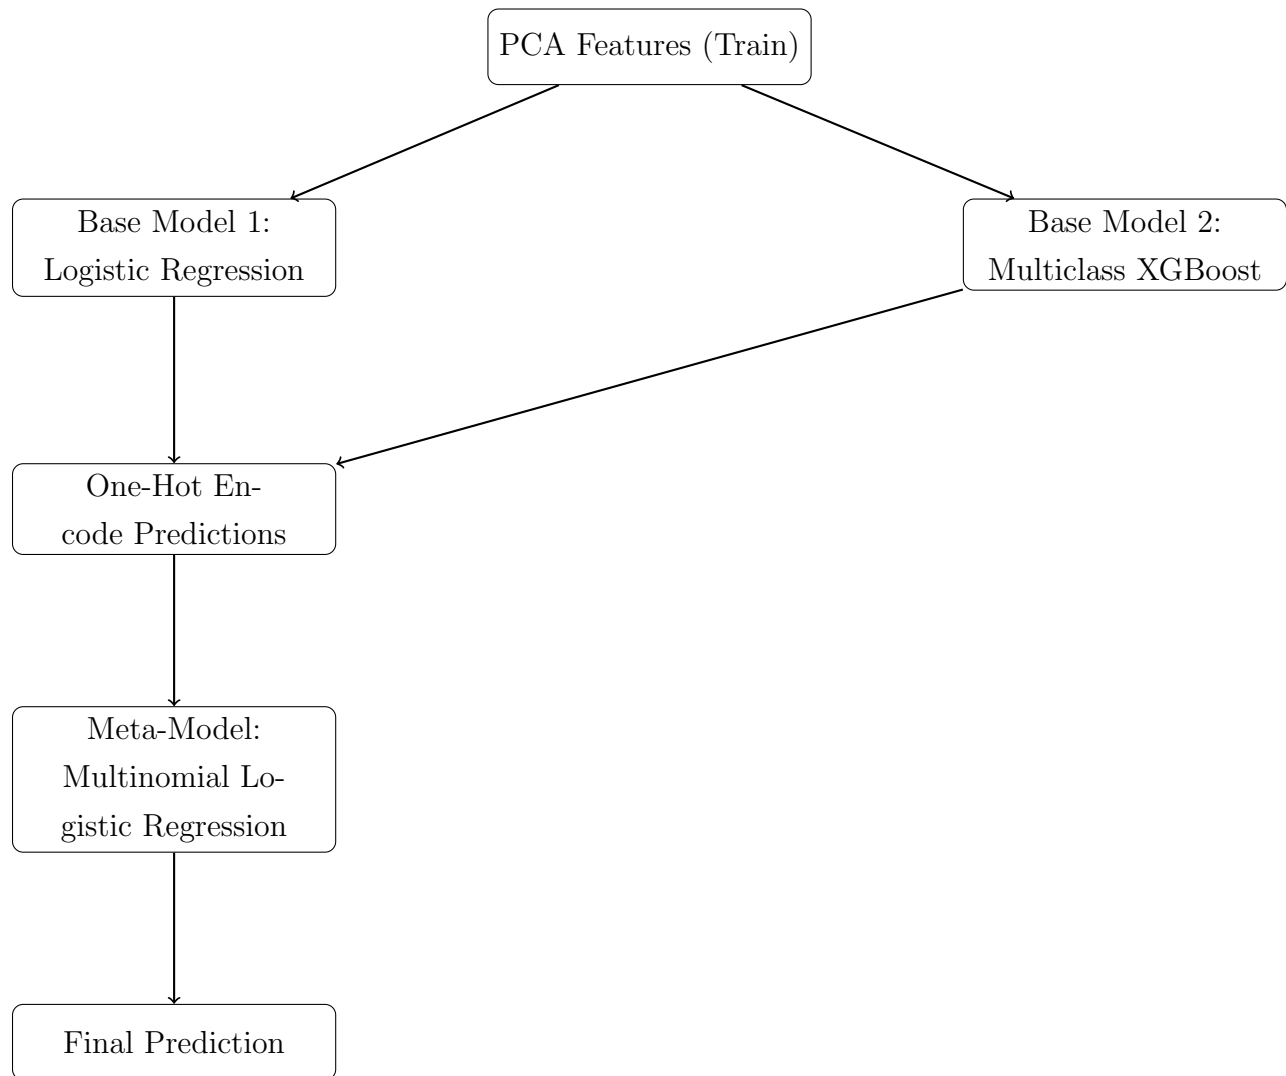 PCA Features (Train)
Base Model 1:
Logistic Regression
Base Model 2:
Multiclass XGBoost
One-Hot En-
code Predictions
Meta-Model:
Multinomial Lo-
gistic Regression
Final Prediction